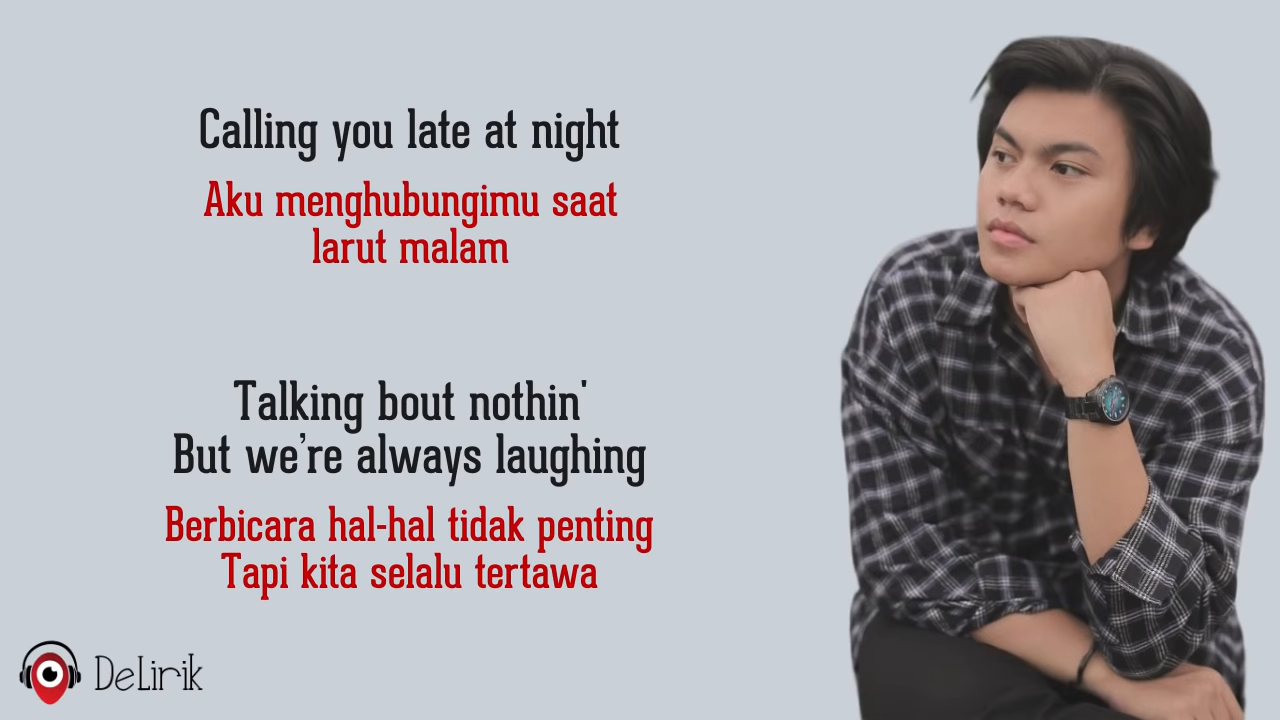 Calling you late at night
Aku menghubungimu saat
larut malam
Talking bout nothin'
But we’re always laughing
Berbicara hal-hal tidak penting
Tapi kita selalu tertawa
DeLirik